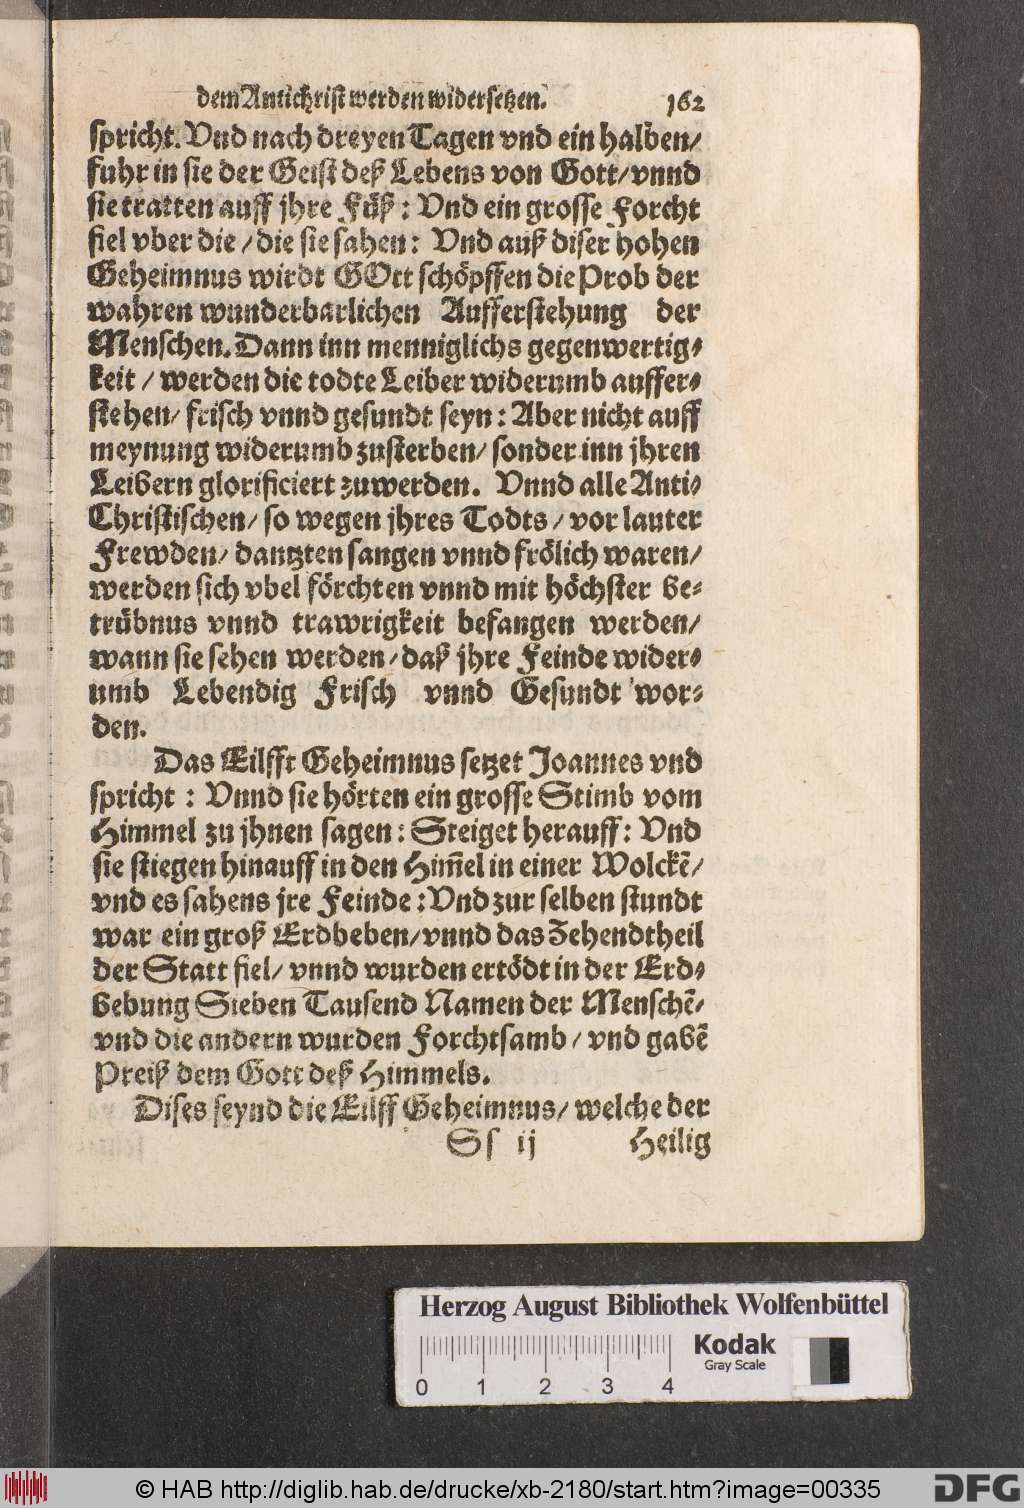 dem Antichrist werden widersetzen. 162
spricht. Vnd nach dreyen Tagen vnd ein halben/
fuhr in sie der Geist deß Lebens von Gott/ vnnd
sie tratten auff jhre Füß: Vnd ein grosse Forcht
fiel vber die/ die sie sahen: Vnd auß diser hohen
Geheimnus wirdt GOtt schöpffen die Prob der
wahren wunderbarlichen Aufferstehung der
Menschen. Dann inn menniglichs gegenwertig-
keit/ werden die todte Leiber widerumb auffer-
stehen/ frisch vnnd gesundt seyn: Aber nicht auff
meynung widerumb zusterben/ sonder inn jhren
Leibern glorificiert zuwerden. Vnnd alle Anti-
Christischen/ so wegen jhres Todts/ vor lauter
Frewden/ dantzten sangen vnnd frölich waren/
werden sich vbel förchten vnnd mit höchster be-
trübnus vnnd trawrigkeit befangen werden/
wann sie sehen werden/ daß jhre Feinde wider-
umb Lebendig Frisch vnnd Gesundt wor-
den.
Das Eilfft Geheimnus setzet Joannes vnd
spricht: Vnnd sie hörten ein grosse Stimb vom
Himmel zu jhnen sagen: Steiget herauff: Vnd
sie stiegen hinauff in den Him̃el in einer Wolckẽ/
vnd es sahens jre Feinde: Vnd zur selben stundt
war ein groß Erdbeben/ vnnd das Zehendtheil
der Statt fiel/ vnnd wurden ertödt in der Erd-
bebung Sieben Tausend Namen der Menschẽ/
vnd die andern wurden Forchtsamb/ vnd gabẽ
Preiß dem Gott deß Himmels.
Dises seynd die Eilff Geheimnus/ welche der
Ss ij Heilig
Herzog August Bibliothek Wolfenbüttel
Kodak
Gray Scale
0 1 2 3 4
© HAB http://diglib.hab.de/drucke/xb-2180/start.htm?image=00335
DFG